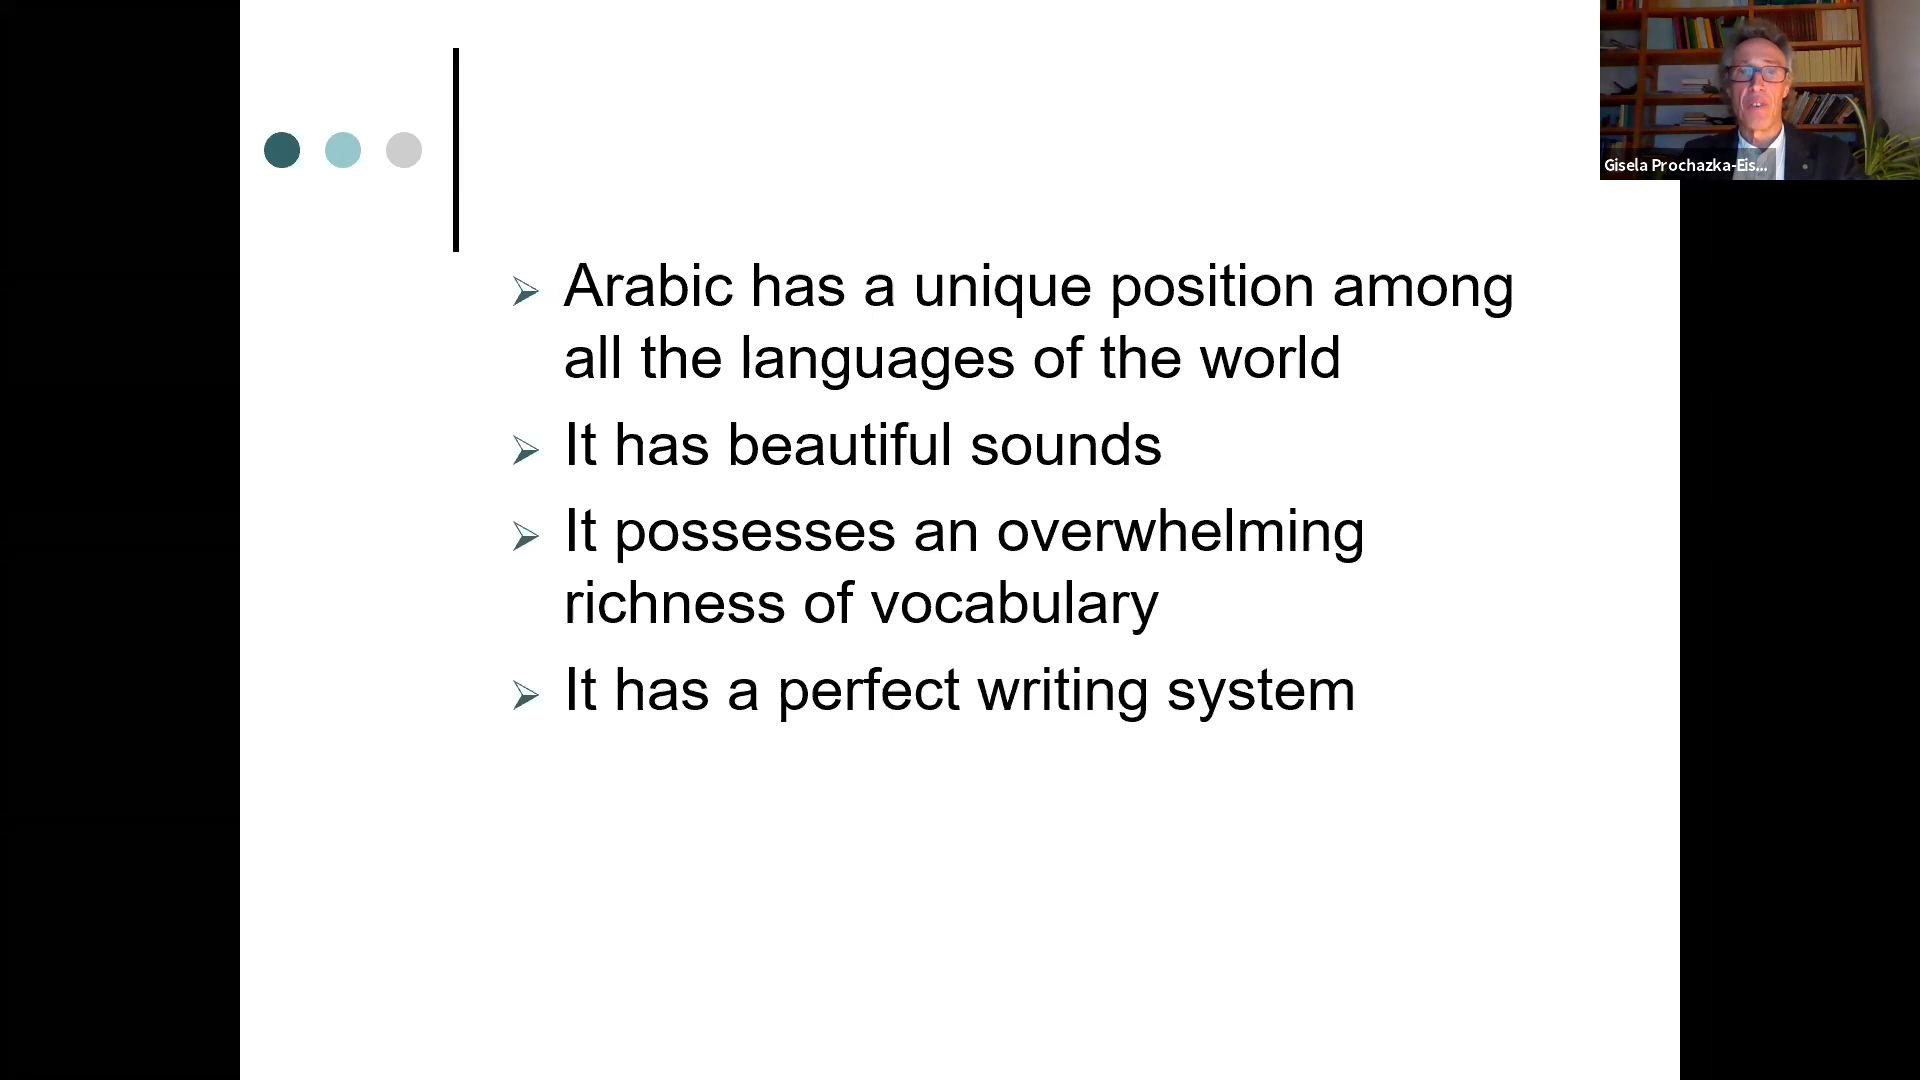 Arabic has a unique position among
all the languages of the world
It has beautiful sounds
It possesses an overwhelming
richness of vocabulary
It has a perfect writing system
Gisela Prochazka-Eis...